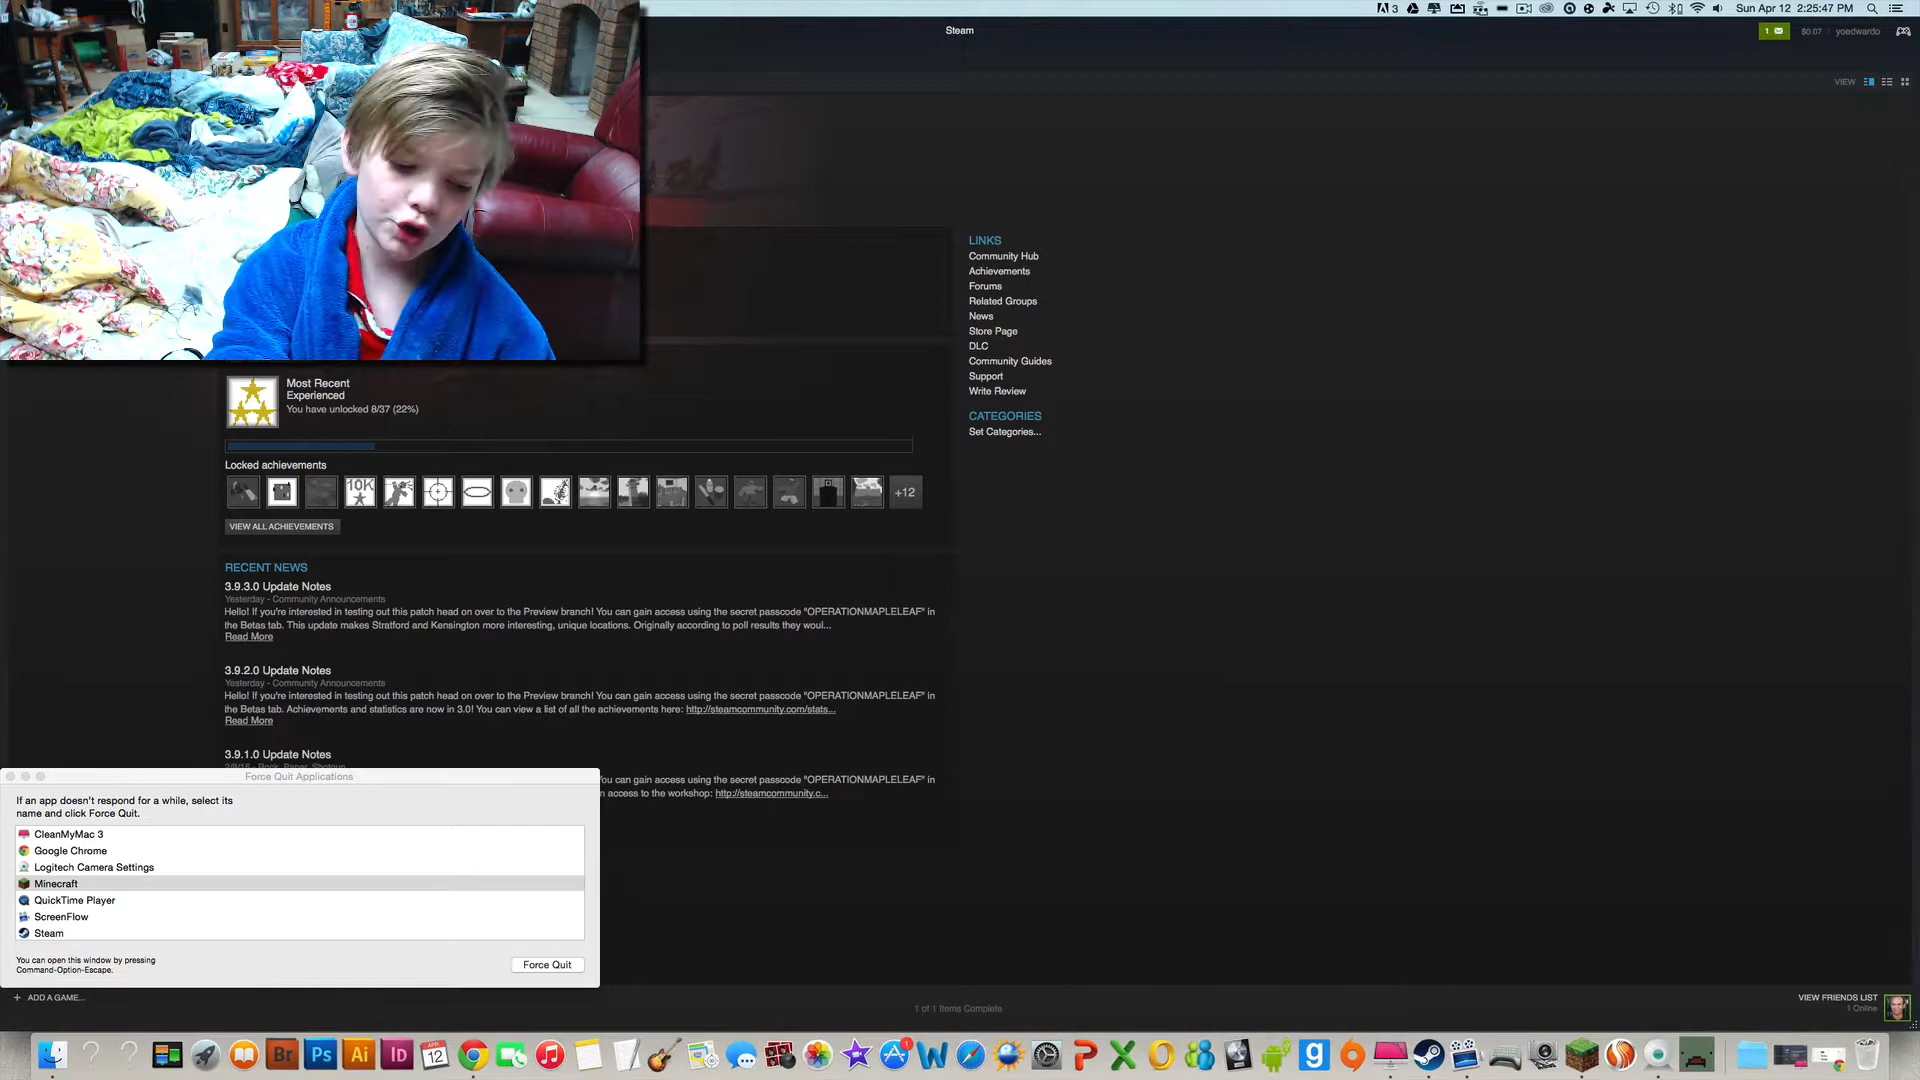 3
Sun Apr 12 2:25:47 PM
Steam
1
$0.07
yoedwardo
VIEW
LINKS
Community Hub
Achievements
Forums
Related Groups
News
Store Page
DLC
Community Guides
Support
Write Review
CATEGORIES
Set Categories...
Most Recent
Experienced
You have unlocked 8/37 (22%)
Locked achievements
10K
+12
VIEW ALL ACHIEVEMENTS
RECENT NEWS
3.9.3.0 Update Notes
Yesterday - Community Announcements
Hello! If you're interested in testing out this patch head on over to the Preview branch! You can gain access using the secret passcode "OPERATIONMAPLELEAF" in
the Betas tab. This update makes Stratford and Kensington more interesting, unique locations. Originally according to poll results they woul...
Read More
3.9.2.0 Update Notes
Yesterday - Community Announcements
Hello! If you're interested in testing out this patch head on over to the Preview branch! You can gain access using the secret passcode "OPERATIONMAPLELEAF" in
the Betas tab. Achievements and statistics are now in 3.0! You can view a list of all the achievements here: http://steamcommunity.com/stats...
Read More
3.9.1.0 Update Notes
You can gain access using the secret passcode "OPERATIONMAPLELEAF" in
n access to the workshop: http://steamcommunity.c...
Force Quit Applications
If an app doesn't respond for a while, select its
name and click Force Quit.
CleanMyMac 3
Google Chrome
Logitech Camera Settings
Minecraft
QuickTime Player
ScreenFlow
Steam
You can open this window by pressing
Command-Option-Escape.
Force Quit
+ ADD A GAME...
1 of 1 Items Complete
VIEW FRIENDS LIST
1 Online
Br
Ps
Ai
Id
APR
12
1
W
P
X
O
g